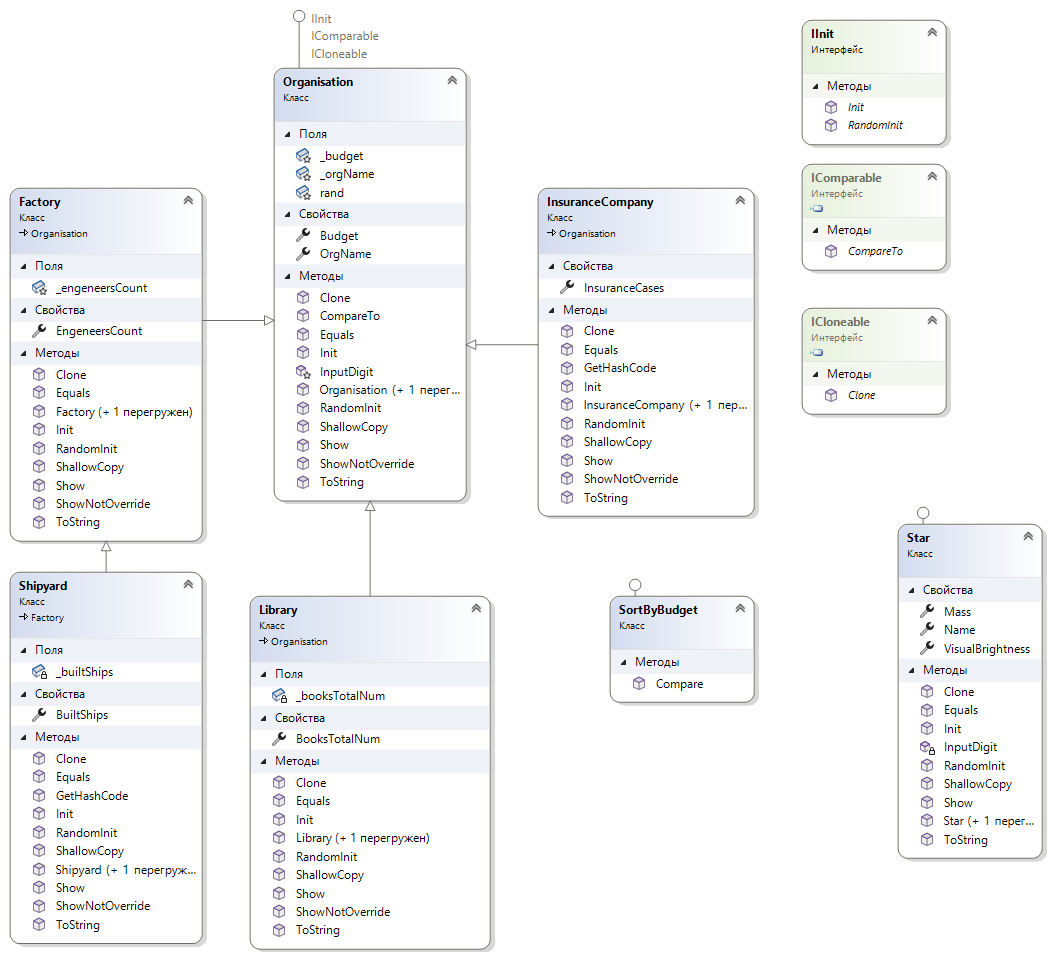 IInit
IComparable
ICloneable
Organisation
Класс
Поля
_budget
_orgName
rand
Свойства
Budget
OrgName
Методы
Clone
CompareTo
Equals
Init
InputDigit
Organisation (+ 1 перег...
RandomInit
ShallowCopy
Show
ShowNotOverride
ToString
Factory
Класс
Organisation
Поля
_engeneersCount
Свойства
EngeneersCount
Методы
Clone
Equals
Factory (+ 1 перегружен)
Init
RandomInit
ShallowCopy
Show
ShowNotOverride
ToString
InsuranceCompany
Класс
Organisation
Свойства
InsuranceCases
Методы
Clone
Equals
GetHashCode
Init
InsuranceCompany (+ 1 пер...
RandomInit
ShallowCopy
Show
ShowNotOverride
ToString
IInit
Интерфейс
Методы
Init
RandomInit
IComparable
Интерфейс
Методы
CompareTo
ICloneable
Интерфейс
Методы
Clone
Shipyard
Класс
Factory
Поля
_builtShips
Свойства
BuiltShips
Методы
Clone
Equals
GetHashCode
Init
RandomInit
ShallowCopy
Shipyard (+ 1 перегруж...
Show
ShowNotOverride
ToString
Library
Класс
Organisation
Поля
_booksTotalNum
Свойства
BooksTotalNum
Методы
Clone
Equals
Init
Library (+ 1 перегружен)
RandomInit
ShallowCopy
Show
ShowNotOverride
ToString
SortByBudget
Класс
Методы
Compare
Star
Класс
Свойства
Mass
Name
VisualBrightness
Методы
Clone
Equals
Init
InputDigit
RandomInit
ShallowCopy
Show
Star (+ 1 перег...
ToString